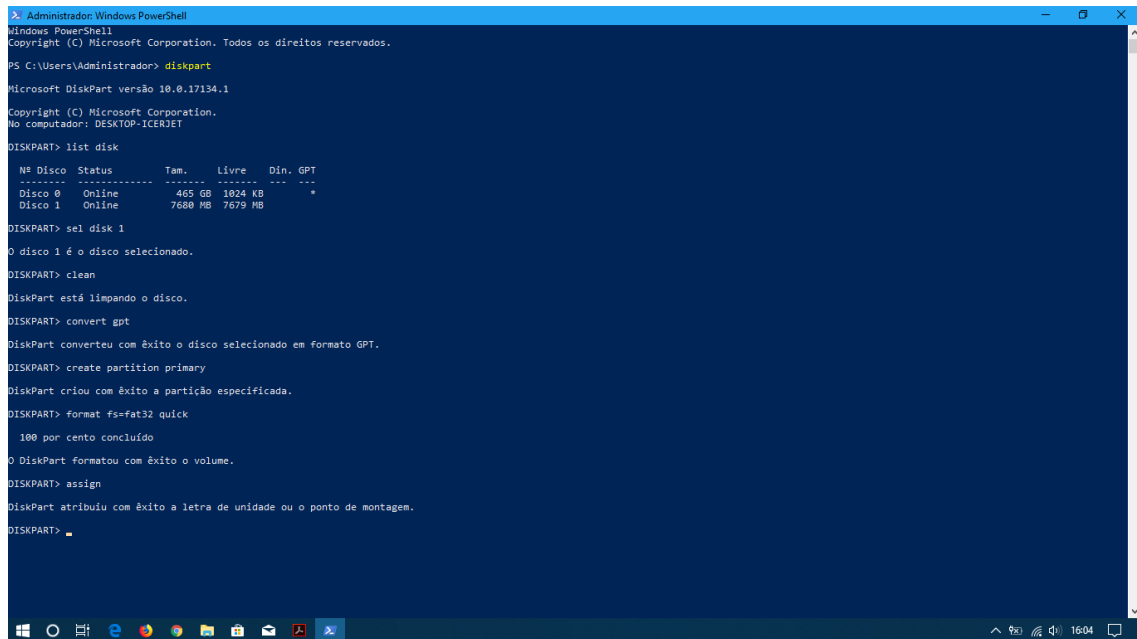 Administrador: Windows PowerShell
Windows PowerShell
Copyright (C) Microsoft Corporation. Todos os direitos reservados.
PS C:\Users\Administrador> diskpart
Microsoft DiskPart versão 10.0.17134.1
Copyright (C) Microsoft Corporation.
No computador: DESKTOP-ICERJET
DISKPART> list disk
Nº Disco  Status         Tam.     Livre    Din. GPT
--------  -------------  -------  -------  ---  ---
Disco 0    Online          465 GB  1024 KB        *
Disco 1    Online         7680 MB  7679 MB
DISKPART> sel disk 1
O disco 1 é o disco selecionado.
DISKPART> clean
DiskPart está limpando o disco.
DISKPART> convert gpt
DiskPart converteu com êxito o disco selecionado em formato GPT.
DISKPART> create partition primary
DiskPart criou com êxito a partição especificada.
DISKPART> format fs=fat32 quick
100 por cento concluído
O DiskPart formatou com êxito o volume.
DISKPART> assign
DiskPart atribuiu com êxito a letra de unidade ou o ponto de montagem.
DISKPART>
16:04